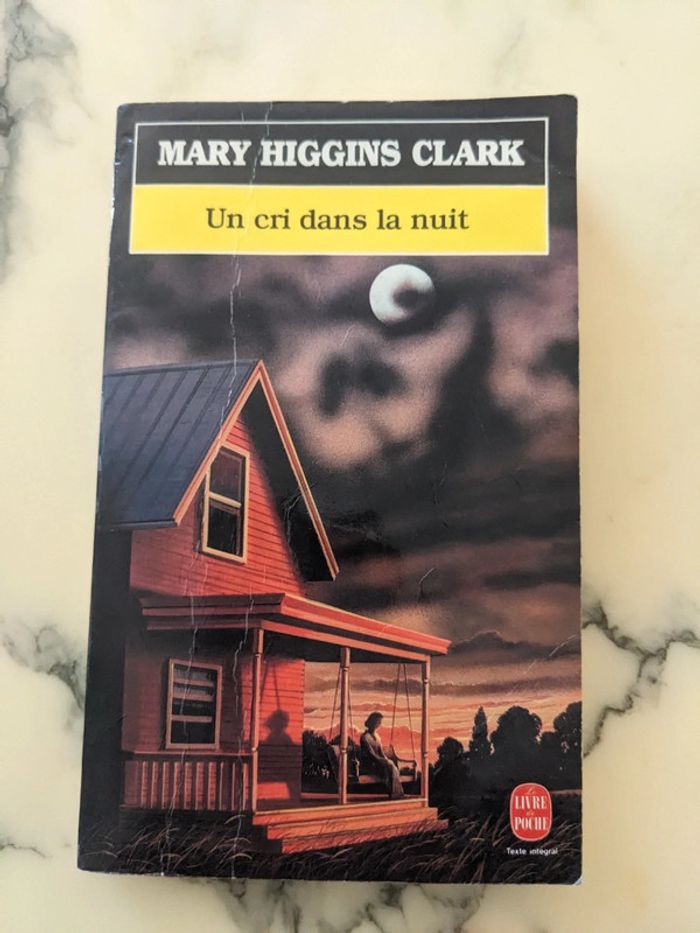 MARY HIGGINS CLARK
Un cri dans la nuit
Le
LIVRE
de
POCHE
Texte intégral